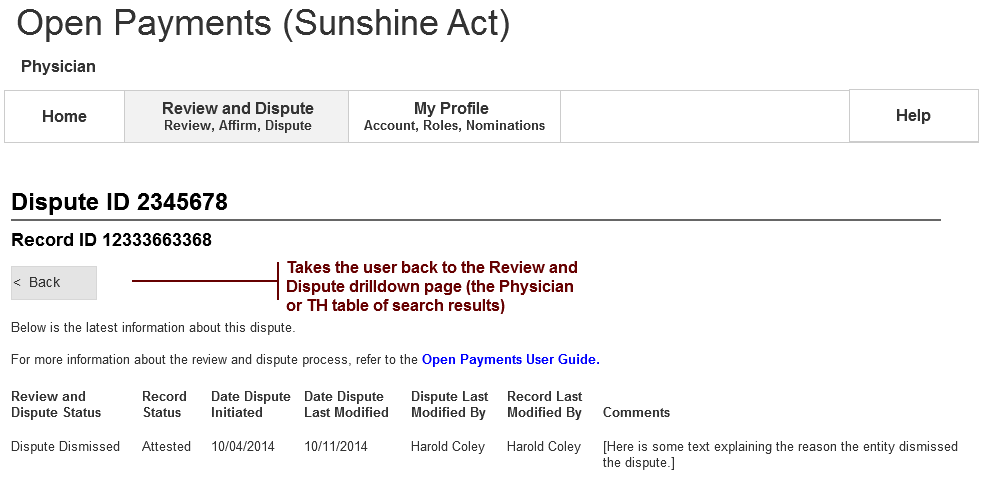 Open Payments (Sunshine Act)
Physician
Home
Review and Dispute
Review, Affirm, Dispute
My Profile
Account, Roles, Nominations
Help
Dispute ID 2345678
Record ID 12333663368
< Back
Takes the user back to the Review and
Dispute drilldown page (the Physician
or TH table of search results)
Below is the latest information about this dispute.
For more information about the review and dispute process, refer to the Open Payments User Guide.
Review and
Dispute Status
Record
Status
Date Dispute
Initiated
Date Dispute
Last Modified
Dispute Last
Modified By
Record Last
Modified By
Comments
Dispute Dismissed
Attested
10/04/2014
10/11/2014
Harold Coley
Harold Coley
[Here is some text explaining the reason the entity dismissed
the dispute.]